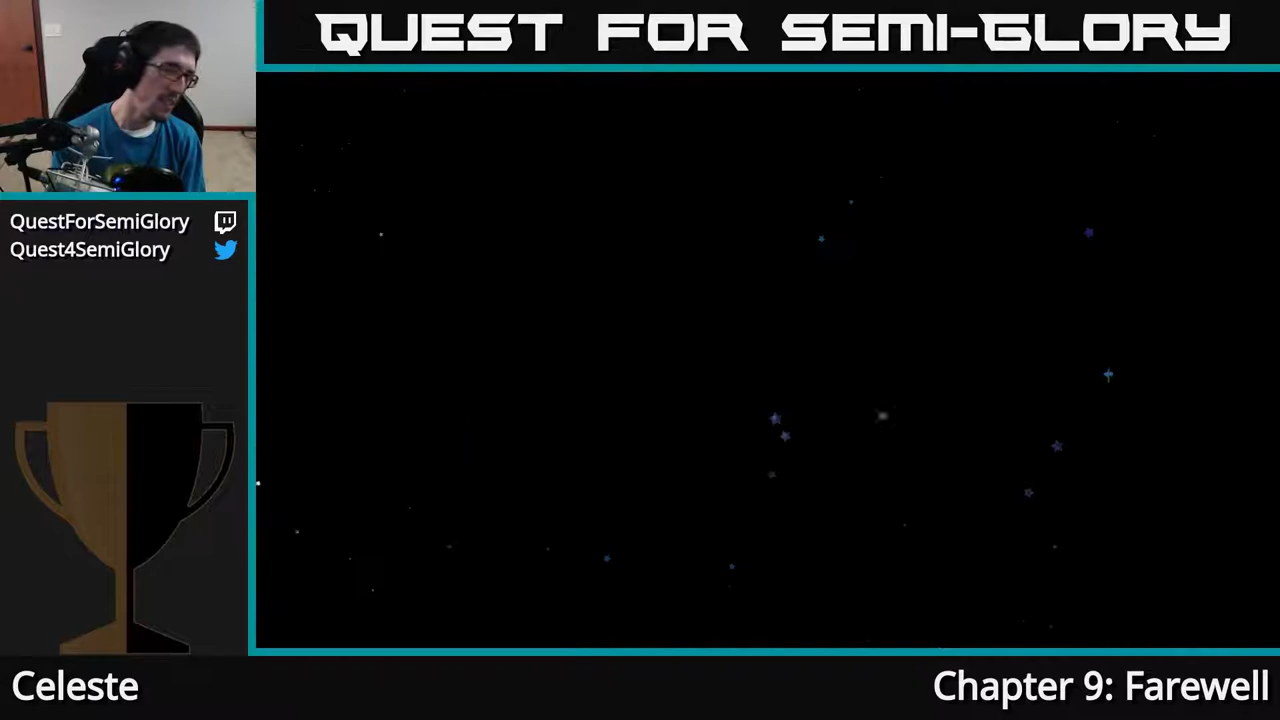 QUEST FOR SEMI-GLORY
QuestForSemiGlory
Quest4SemiGlory
Celeste
Chapter 9: Farewell